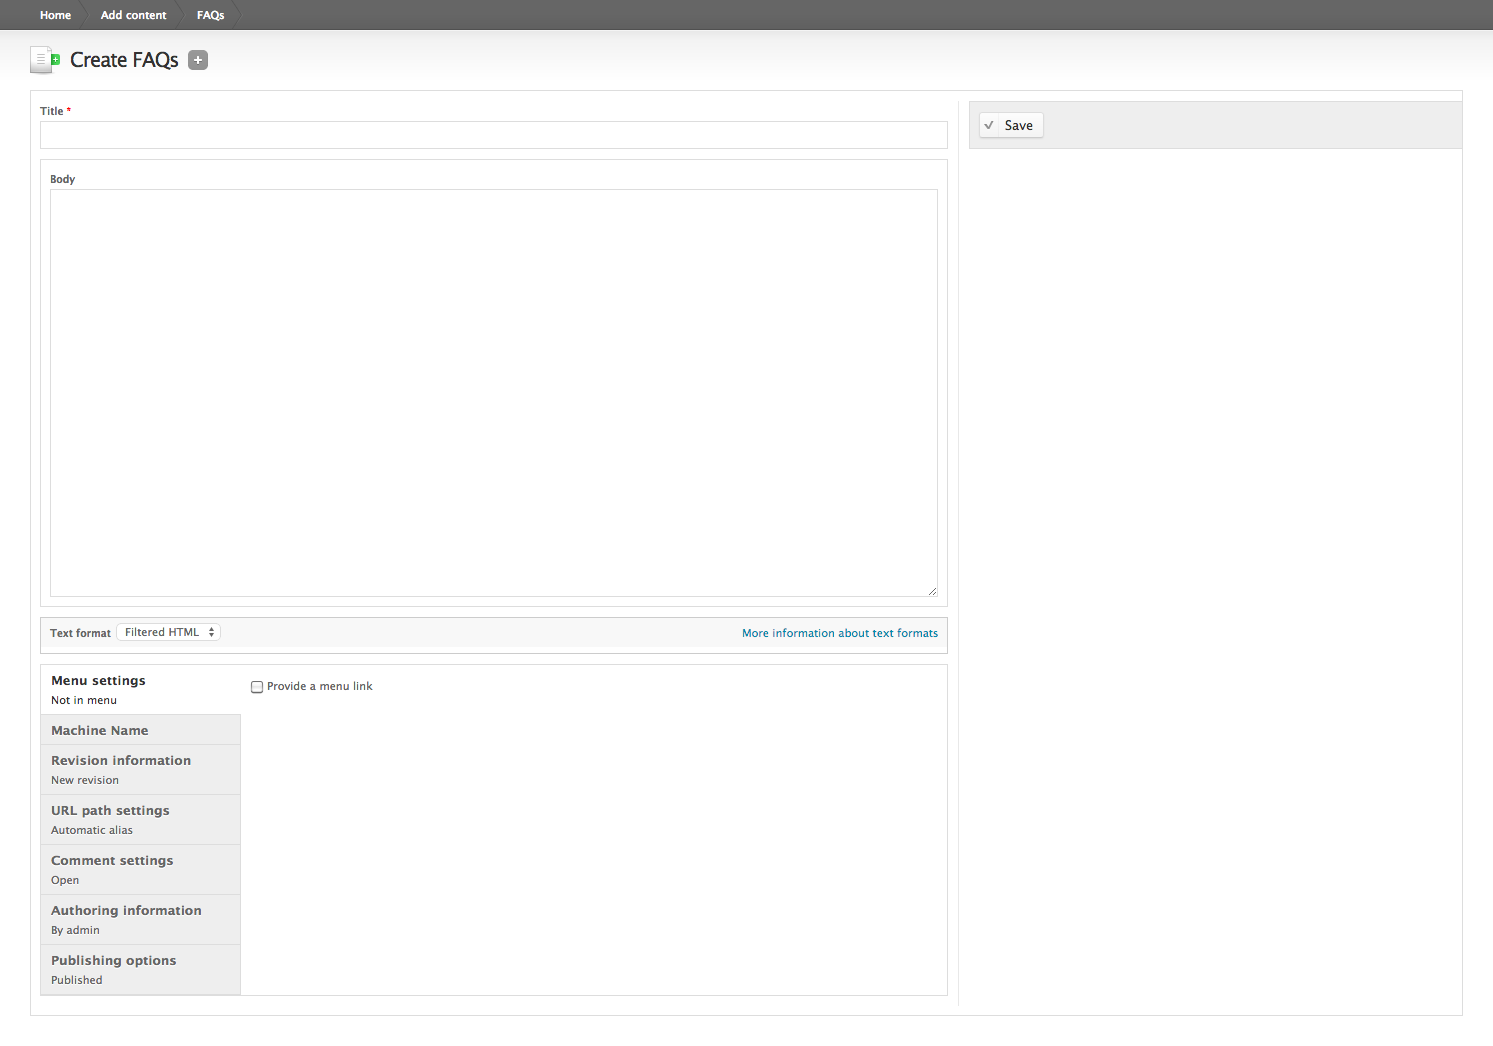 Home Add content FAQs
Create FAQs +
Title *
Save
Body
Text format Filtered HTML More information about text formats
Menu settings
Not in menu
Provide a menu link
Machine Name
Revision information
New revision
URL path settings
Automatic alias
Comment settings
Open
Authoring information
By admin
Publishing options
Published